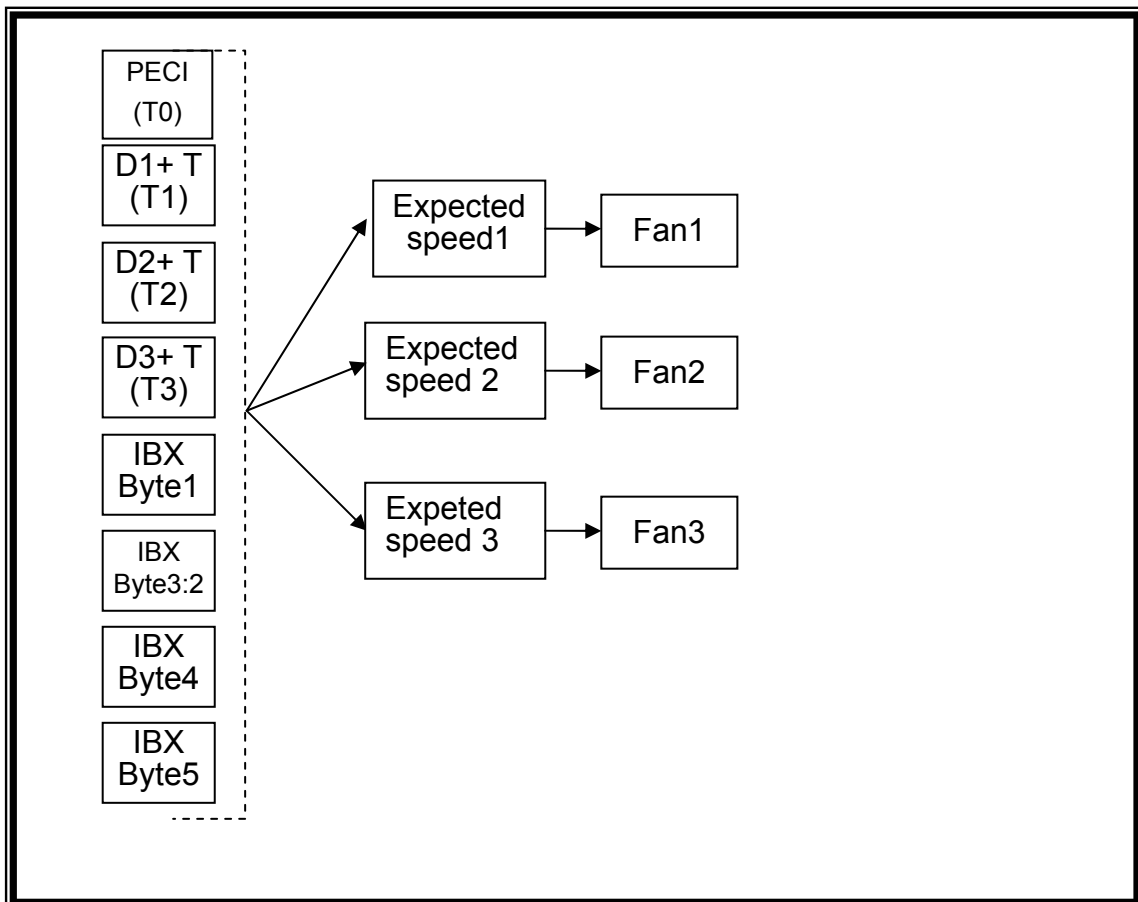 PECI
(T0)
D1+ T
(T1)
D2+ T
(T2)
D3+ T
(T3)
IBX
Byte1
IBX
Byte3:2
IBX
Byte4
IBX
Byte5
Expected
speed1
Fan1
Expected
speed 2
Fan2
Expeted
speed 3
Fan3